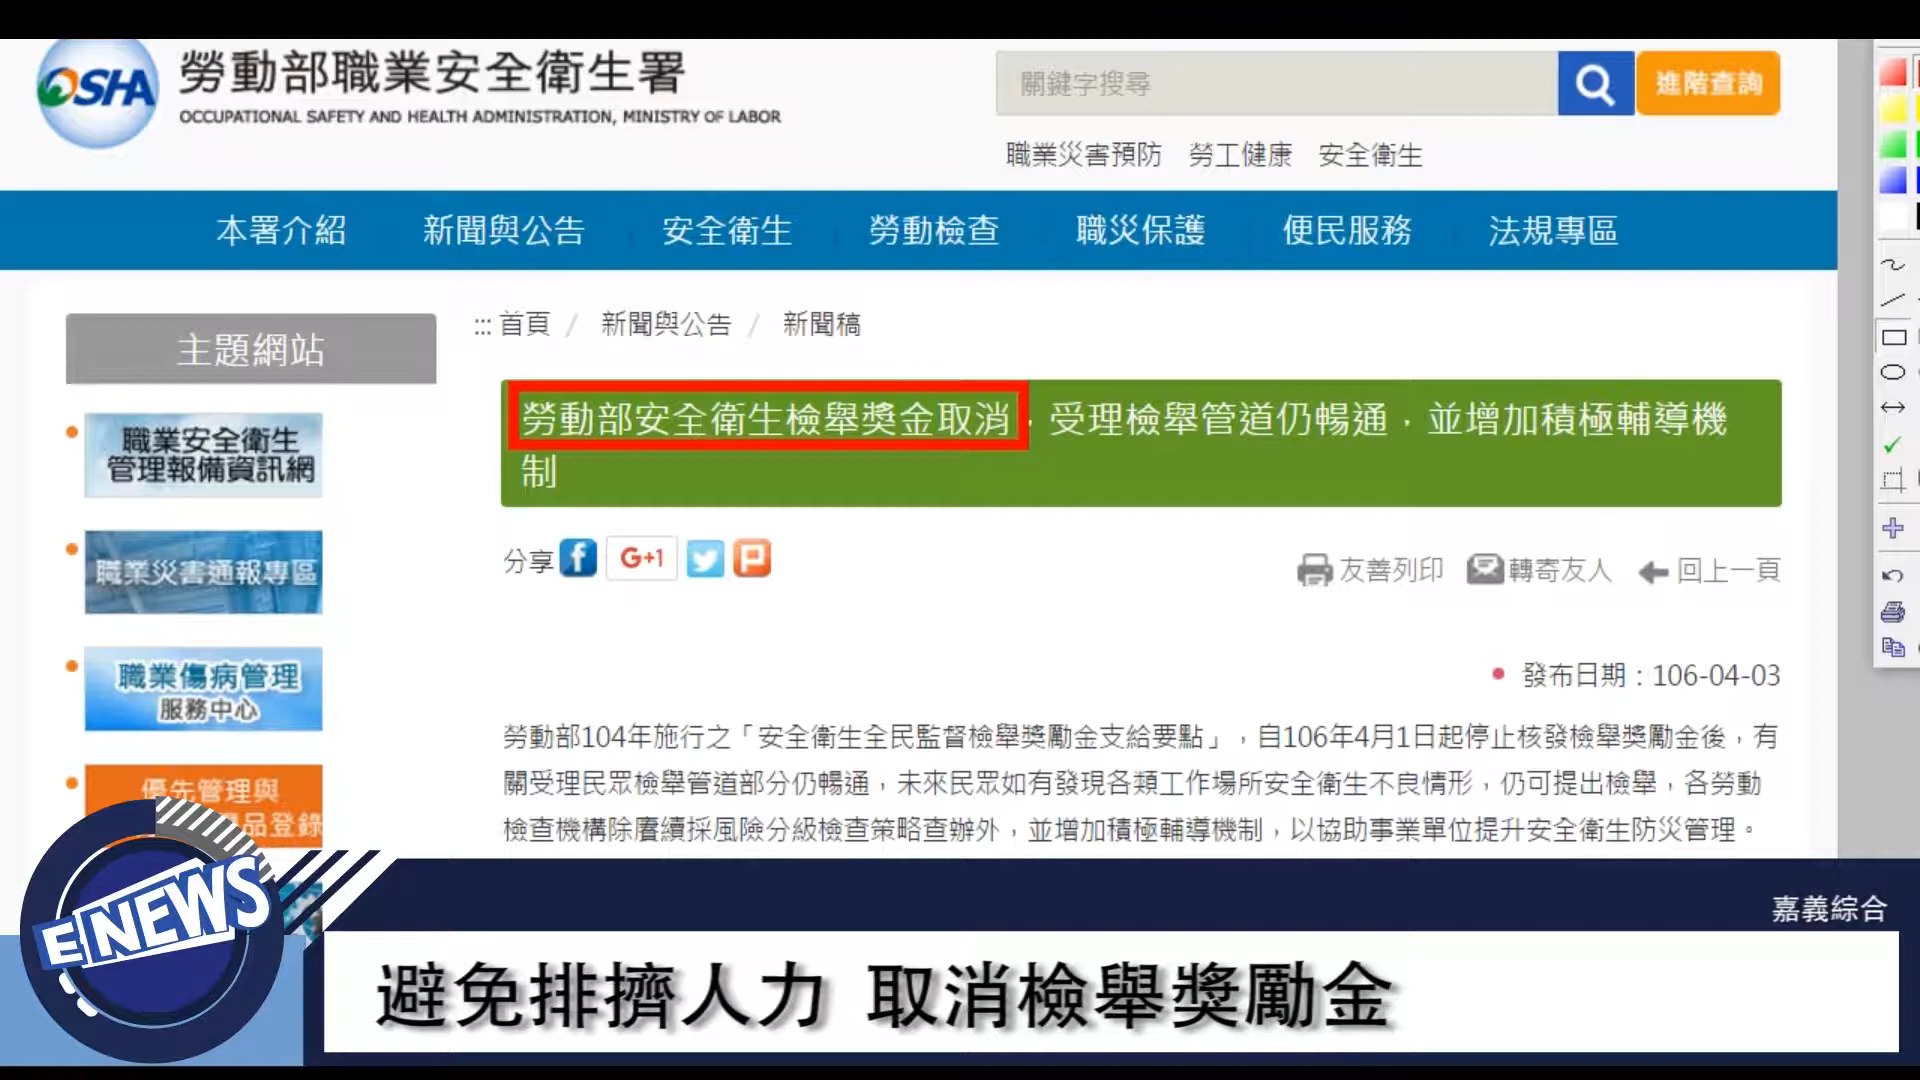 OSHA
勞動部職業安全衛生署
OCCUPATIONAL SAFETY AND HEALTH ADMINISTRATION, MINISTRY OF LABOR
關鍵字搜尋
進階查詢
職業災害預防 勞工健康 安全衛生
本署介紹 新聞與公告 安全衛生 勞動檢查 職災保護 便民服務 法規專區
主題網站
職業安全衛生
管理報備資訊網
職業災害通報專區
職業傷病管理
服務中心
優先管理與
品登錄
::: 首頁 / 新聞與公告 / 新聞稿
勞動部安全衛生檢舉獎金取消，受理檢舉管道仍暢通，並增加積極輔導機
制
分享 f G+1
友善列印 轉寄友人 回上一頁
發布日期：106-04-03
勞動部104年施行之「安全衛生全民監督檢舉獎勵金支給要點」，自106年4月1日起停止核發檢舉獎勵金後，有
關受理民眾檢舉管道部分仍暢通，未來民眾如有發現各類工作場所安全衛生不良情形，仍可提出檢舉，各勞動
檢查機構除賡續採風險分級檢查策略查辦外，並增加積極輔導機制，以協助事業單位提升安全衛生防災管理。
E NEWS
嘉義綜合
避免排擠人力 取消檢舉獎勵金